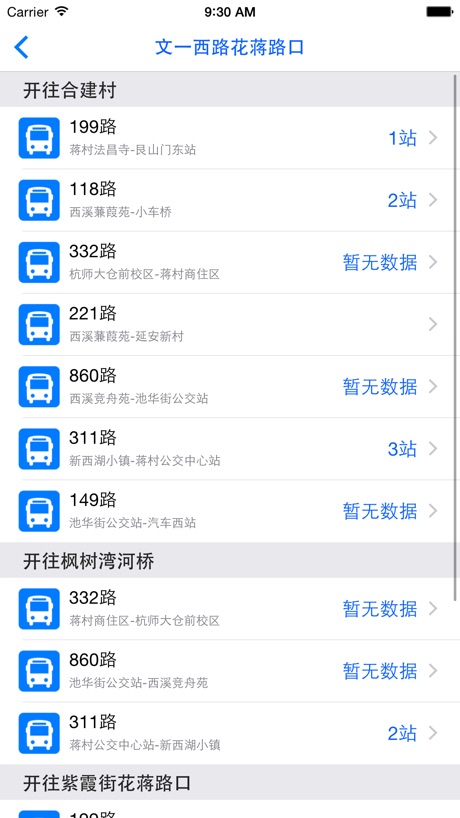 Carrier 9:30 AM
文一西路花蒋路口
开往合建村
199路
蒋村法昌寺-艮山门东站
1站
118路
西溪蒹葭苑-小车桥
2站
332路
杭师大仓前校区-蒋村商住区
暂无数据
221路
西溪蒹葭苑-延安新村
860路
西溪竞舟苑-池华街公交站
暂无数据
311路
新西湖小镇-蒋村公交中心站
3站
149路
池华街公交站-汽车西站
暂无数据
开往枫树湾河桥
332路
蒋村商住区-杭师大仓前校区
暂无数据
860路
池华街公交站-西溪竞舟苑
暂无数据
311路
蒋村公交中心站-新西湖小镇
2站
开往紫霞街花蒋路口